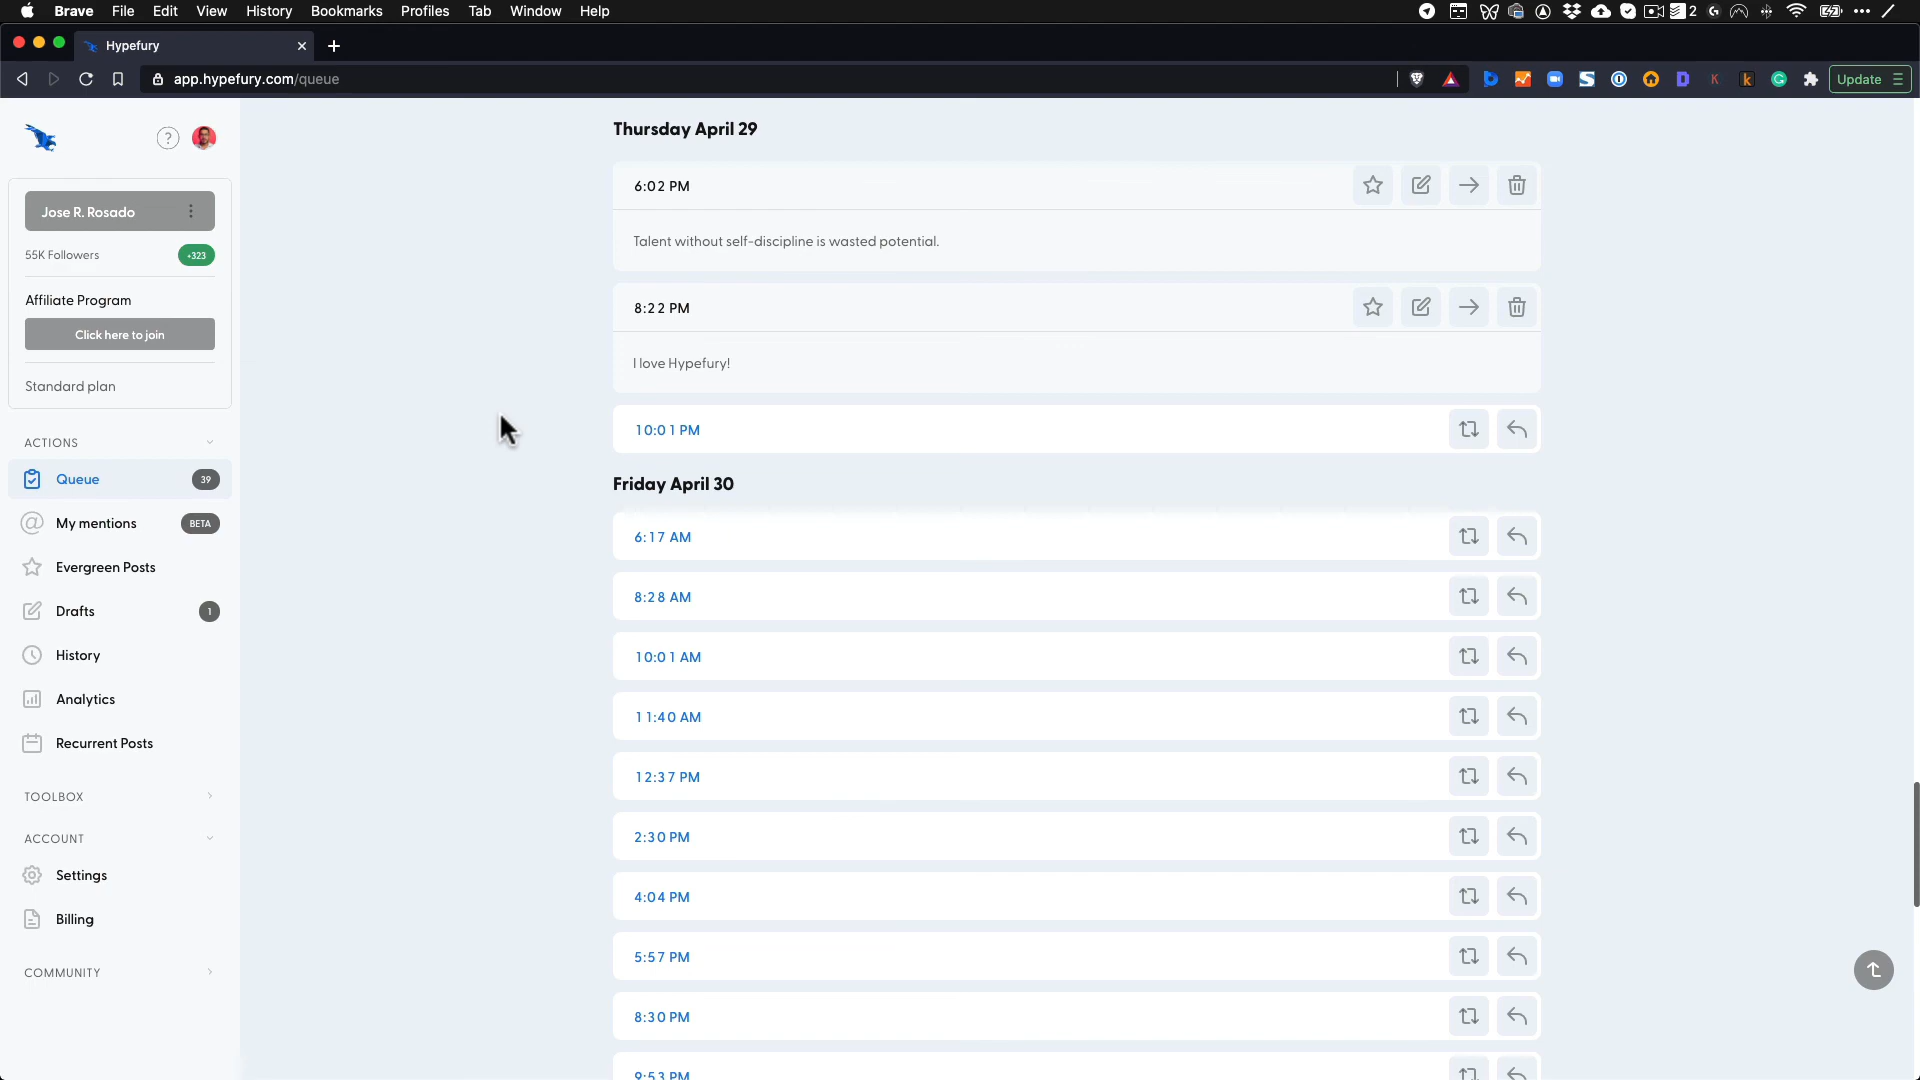 Brave File Edit View History Bookmarks Profiles Tab Window Help
2
Hypefury
app.hypefury.com/queue
Update
Jose R. Rosado
55K Followers
+323
Affiliate Program
Click here to join
Standard plan
ACTIONS
Queue
39
My mentions
BETA
Evergreen Posts
Drafts
1
History
Analytics
Recurrent Posts
TOOLBOX
ACCOUNT
Settings
Billing
COMMUNITY
Thursday April 29
6:02 PM
Talent without self-discipline is wasted potential.
8:22 PM
I love Hypefury!
10:01 PM
Friday April 30
6:17 AM
8:28 AM
10:01 AM
11:40 AM
12:37 PM
2:30 PM
4:04 PM
5:57 PM
8:30 PM
9:53 PM